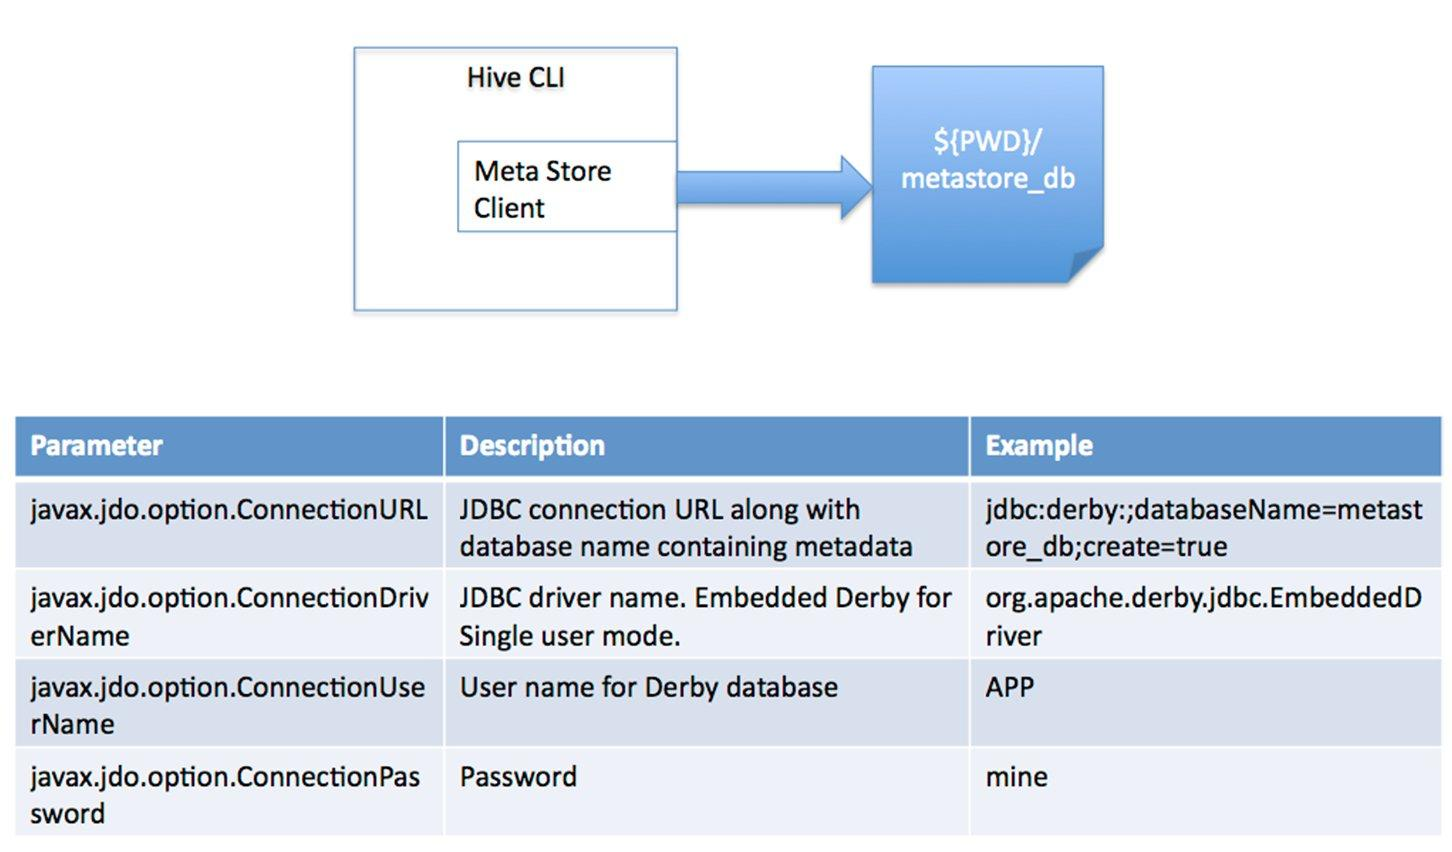 Hive CLI
Meta Store
Client
${PWD}/
metastore_db
Parameter
Description
Example
javax.jdo.option.ConnectionURL
JDBC connection URL along with
database name containing metadata
jdbc:derby:;databaseName=metast
ore_db;create=true
javax.jdo.option.ConnectionDriv
erName
JDBC driver name. Embedded Derby for
Single user mode.
org.apache.derby.jdbc.EmbeddedD
river
javax.jdo.option.ConnectionUse
rName
User name for Derby database
APP
javax.jdo.option.ConnectionPas
sword
Password
mine